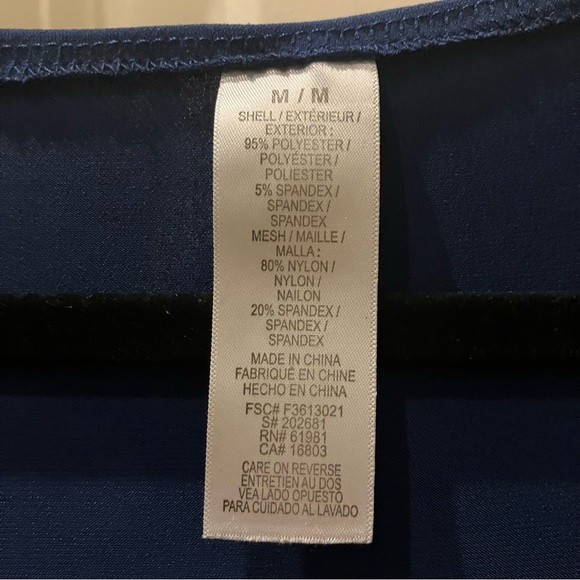 M / M
SHELL / EXTÉRIEUR /
EXTERIOR :
95% POLYESTER /
POLYÉSTER /
POLIESTER
5% SPANDEX /
SPANDEX /
SPANDEX
MESH / MAILLE /
MALLA :
80% NYLON /
NYLON /
NAILON
20% SPANDEX /
SPANDEX /
SPANDEX
MADE IN CHINA
FABRIQUÉ EN CHINE
HECHO EN CHINA
FSC# F3613021
S# 202681
RN# 61981
CA# 16803
CARE ON REVERSE
ENTRETIEN AU DOS
VEA LADO OPUESTO
PARA CUIDADO AL LAVADO